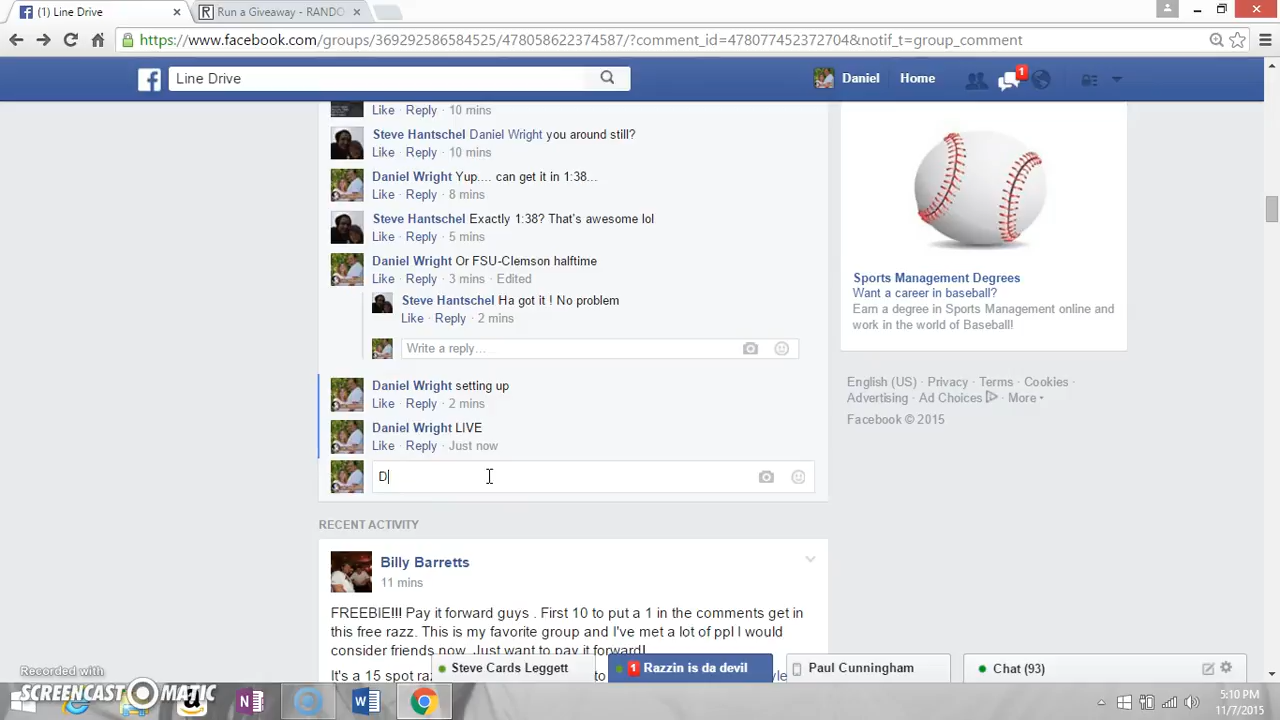 (1) Line Drive
Run a Giveaway - RANDO
https://www.facebook.com/groups/369292586584525/478058752374587/?comment_id=478077452372704&notif_t=group_comment
Line Drive
Daniel
Home
1
Like · Reply · 10 mins
Steve Hantschel Daniel Wright you around still?
Like · Reply · 10 mins
Daniel Wright Yup.... can get it in 1:38...
Like · Reply · 8 mins
Steve Hantschel Exactly 1:38? That's awesome lol
Like · Reply · 5 mins
Daniel Wright Or FSU-Clemson halftime
Like · Reply · 3 mins · Edited
Steve Hantschel Ha got it ! No problem
Like · Reply · 2 mins
Write a reply...
Daniel Wright setting up
Like · Reply · 2 mins
Daniel Wright LIVE
Like · Reply · Just now
D
RECENT ACTIVITY
Billy Barretts
11 mins
FREEBIE!!! Pay it forward guys . First 10 to put a 1 in the comments get in
this free razz. This is my favorite group and I've met a lot of ppl I would
consider friends now. Just want to pay it forward!
It's a 15 spot raz
Sports Management Degrees
Want a career in baseball?
Earn a degree in Sports Management online and
work in the world of Baseball!
English (US) · Privacy · Terms · Cookies ·
Advertising · Ad Choices · More
Facebook © 2015
Steve Cards Leggett
1 Razzin is da devil
Paul Cunningham
Chat (93)
Recorded with
SCREENCAST-O-MATIC
5:10 PM
11/7/2015